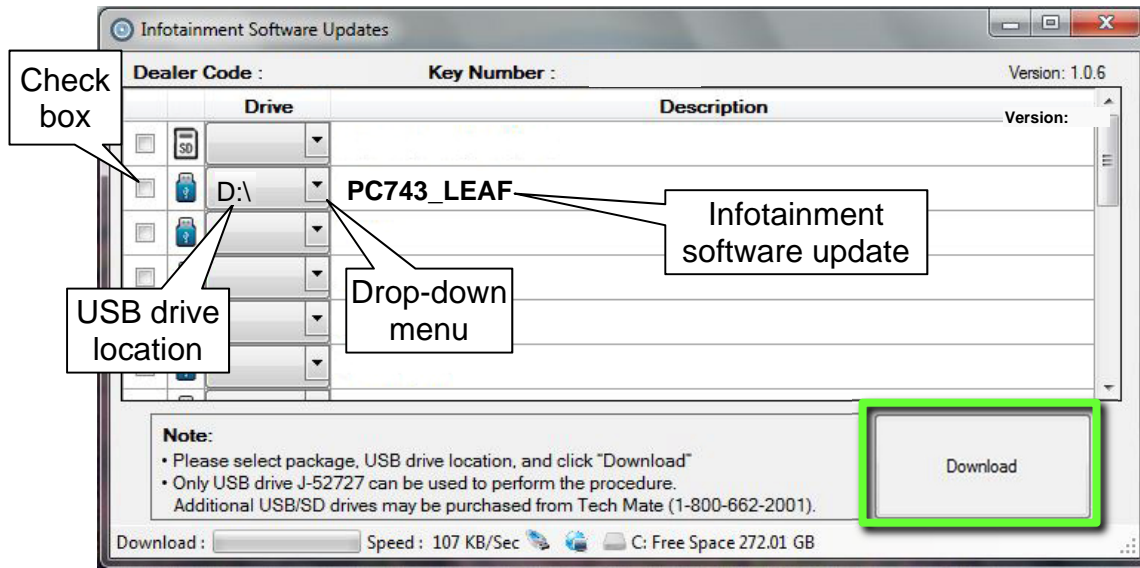 Infotainment Software Updates
Check
box
Dealer Code :
Key Number :
Version: 1.0.6
Drive
Description
Version:
SD
D:\
PC743_LEAF
Infotainment
software update
USB drive
location
Drop-down
menu
Note:
• Please select package, USB drive location, and click "Download"
• Only USB drive J-52727 can be used to perform the procedure.
Additional USB/SD drives may be purchased from Tech Mate (1-800-662-2001).
Download
Download :
Speed : 107 KB/Sec
C: Free Space 272.01 GB